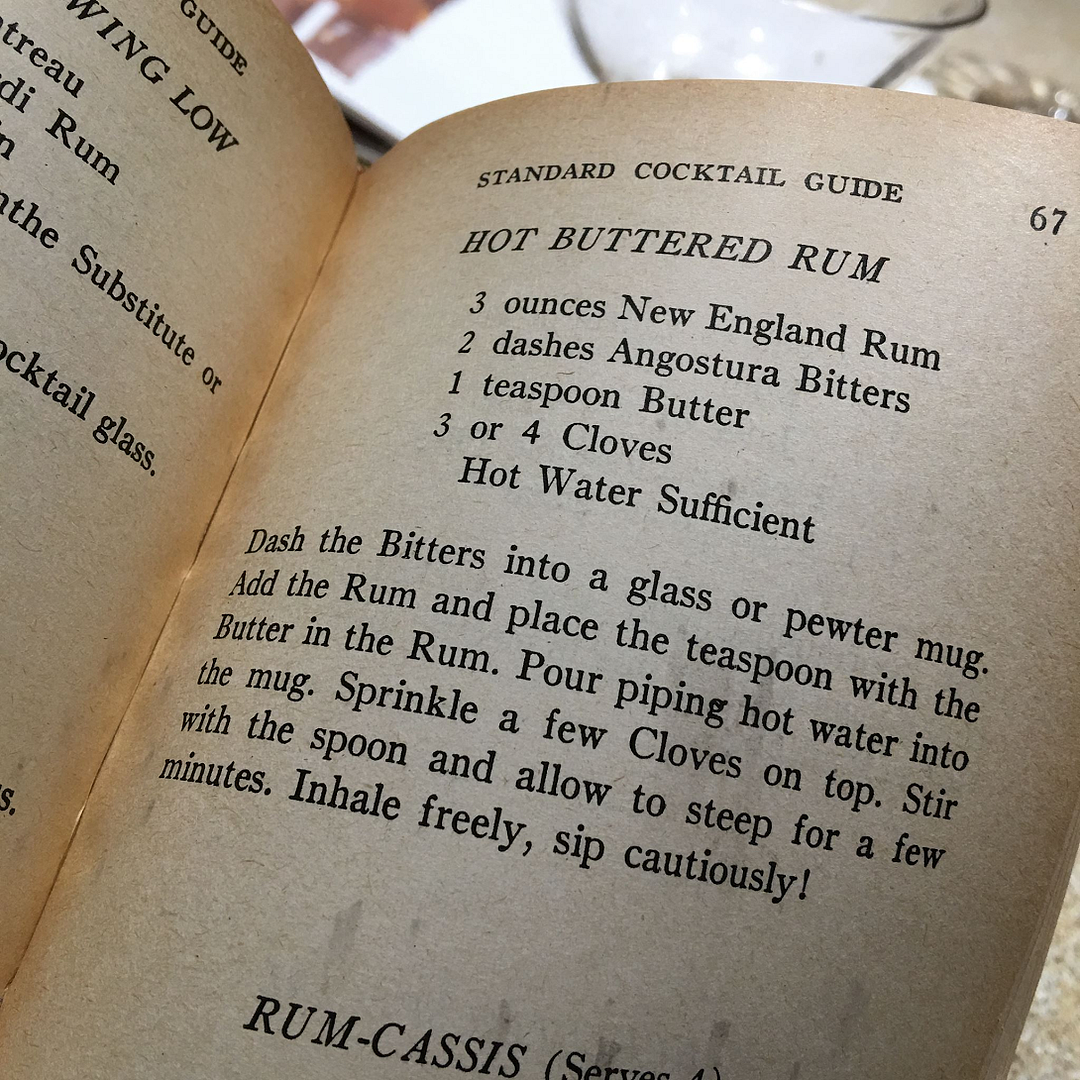 GUIDE
WING LOW
treau
di Rum
n
nthe Substitute or
ocktail glass.
s.
STANDARD COCKTAIL GUIDE 67
HOT BUTTERED RUM
3 ounces New England Rum
2 dashes Angostura Bitters
1 teaspoon Butter
3 or 4 Cloves
Hot Water Sufficient
Dash the Bitters into a glass or pewter mug.
Add the Rum and place the teaspoon with the
Butter in the Rum. Pour piping hot water into
the mug. Sprinkle a few Cloves on top. Stir
with the spoon and allow to steep for a few
minutes. Inhale freely, sip cautiously!
RUM-CASSIS (Serves 4)